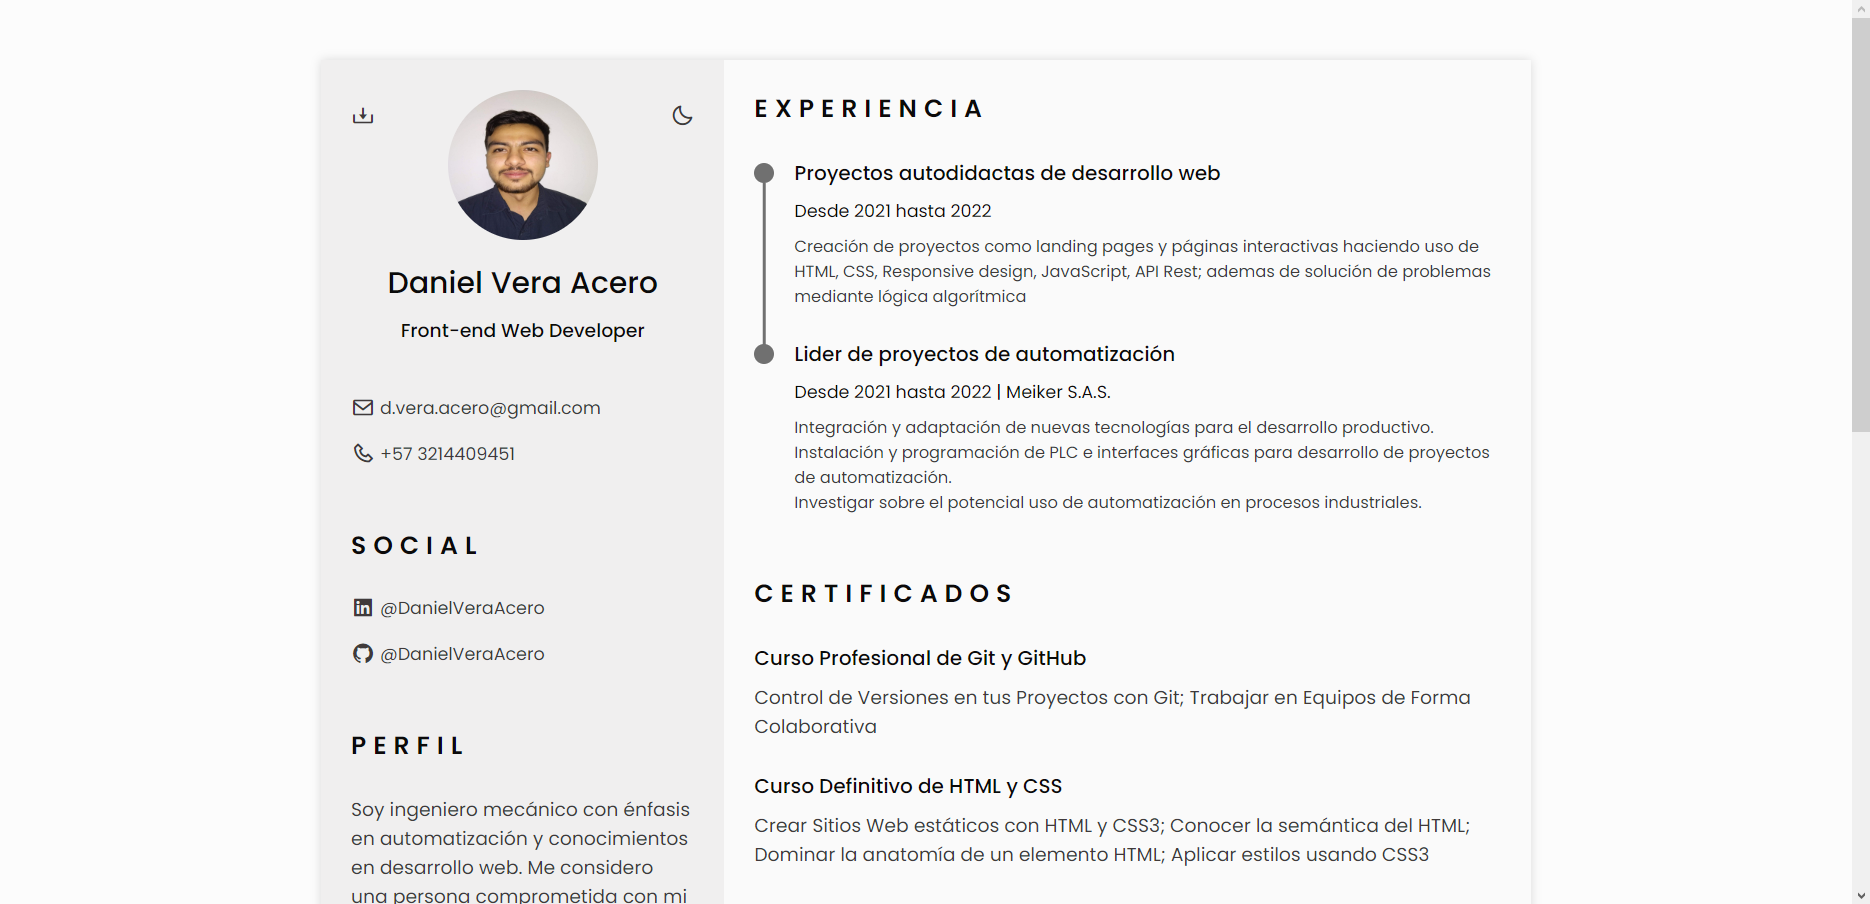 Daniel Vera Acero
Front-end Web Developer
d.vera.acero@gmail.com
+57 3214409451
SOCIAL
@DanielVeraAcero
@DanielVeraAcero
PERFIL
Soy ingeniero mecánico con énfasis
en automatización y conocimientos
en desarrollo web. Me considero
una persona comprometida con mi
EXPERIENCIA
Proyectos autodidactas de desarrollo web
Desde 2021 hasta 2022
Creación de proyectos como landing pages y páginas interactivas haciendo uso de
HTML, CSS, Responsive design, JavaScript, API Rest; ademas de solución de problemas
mediante lógica algorítmica
Lider de proyectos de automatización
Desde 2021 hasta 2022 | Meiker S.A.S.
Integración y adaptación de nuevas tecnologías para el desarrollo productivo.
Instalación y programación de PLC e interfaces gráficas para desarrollo de proyectos
de automatización.
Investigar sobre el potencial uso de automatización en procesos industriales.
CERTIFICADOS
Curso Profesional de Git y GitHub
Control de Versiones en tus Proyectos con Git; Trabajar en Equipos de Forma
Colaborativa
Curso Definitivo de HTML y CSS
Crear Sitios Web estáticos con HTML y CSS3; Conocer la semántica del HTML;
Dominar la anatomía de un elemento HTML; Aplicar estilos usando CSS3